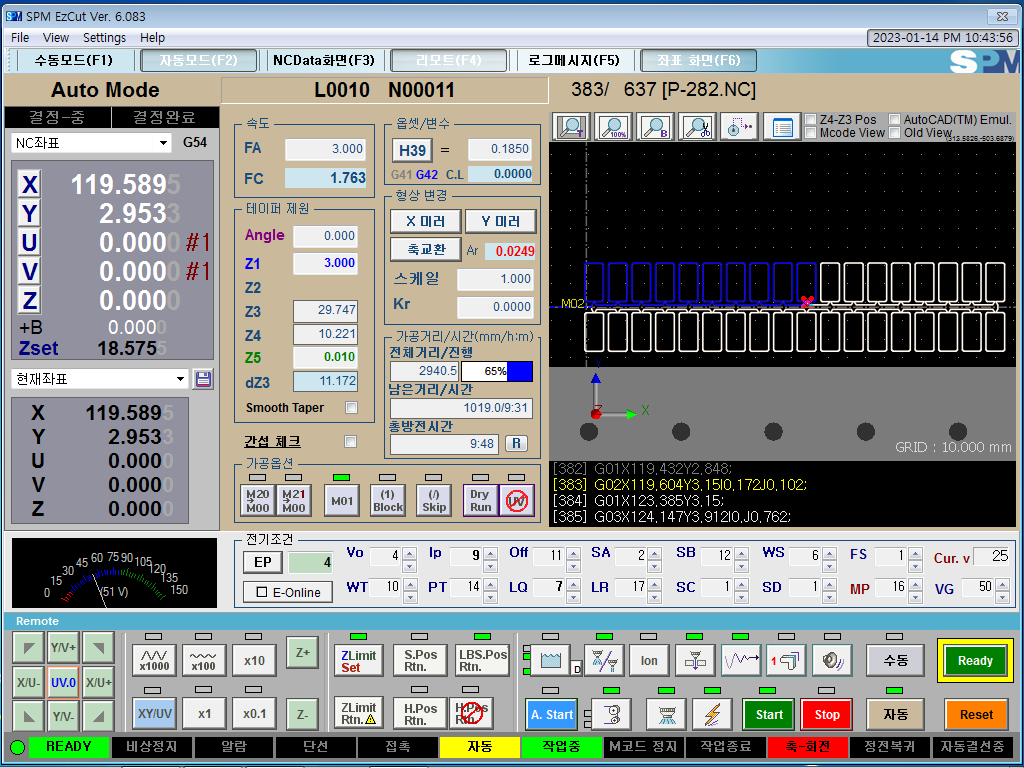 SPM SPM EzCut Ver. 6.083
File View Settings Help
2023-01-14 PM 10:43:56
수동모드(F1) 자동모드(F2) NCData화면(F3) 리모트(F4) 로그메시지(F5) 좌표 화면(F6) SPM
Auto Mode L0010 N00011 383/ 637 [P-282.NC]
결정-중 결정완료
NC좌표 G54
X 119.5895
Y 2.9533
U 0.0000 #1
V 0.0000 #1
Z 0.0000
+B 0.0000
Zset 18.5755
현재좌표
X 119.5895
Y 2.9533
U 0.0000
V 0.0000
Z 0.0000
속도
FA 3.000
FC 1.763
테이퍼 제원
Angle 0.000
Z1 3.000
Z2
Z3 29.747
Z4 10.221
Z5 0.010
dZ3 11.172
Smooth Taper
간섭 체크
옵셋/변수
H39 = 0.1850
G41 G42 C.L 0.0000
형상 변경
X 미러 Y 미러
축교환 Ar 0.0249
스케일 1.000
Kr 0.0000
가공거리/시간(mm/h:m)
전체거리/진행
2940.5 65%
남은거리/시간
1019.0/9:31
총방전시간
9:48 R
가공옵션
M20 M00 M21 M00 M01 (1) Block (/) Skip Dry Run UV
T 100% B
Z4-Z3 Pos AutoCAD(TM) Emul.
Mcode View Old View
(313.5826,-503.6879)
M02
Y
Z X
GRID : 10.000 mm
[382] G01X119,432Y2,848;
[383] G02X119,604Y3,15I0,172J0,102;
[384] G01X123,385Y3,15;
[385] G03X124,147Y3,912I0,J0,762;
0 15 30 45 60 75 90 105 120 135 150
(51 V)
전기조건
EP 4 Vo 4 Ip 9 Off 11 SA 2 SB 12 WS 6 FS 1 Cur. v 25
E-Online WT 10 PT 14 LQ 7 LR 17 SC 1 SD 1 MP 16 VG 50
Remote
Y/V+ x1000 x100 x10 Z+ ZLimit Set S.Pos Rtn. LBS.Pos Rtn. D Ion 1 수동 Ready
X/U- UV.0 X/U+
Y/V- XY/UV x1 x0.1 Z- ZLimit Rtn. H.Pos Rtn. H.Pos Rtn. A. Start Start Stop 자동 Reset
READY 비상정지 알람 단선 접촉 자동 작업중 M코드 정지 작업종료 축-회전 정전복귀 자동결선중